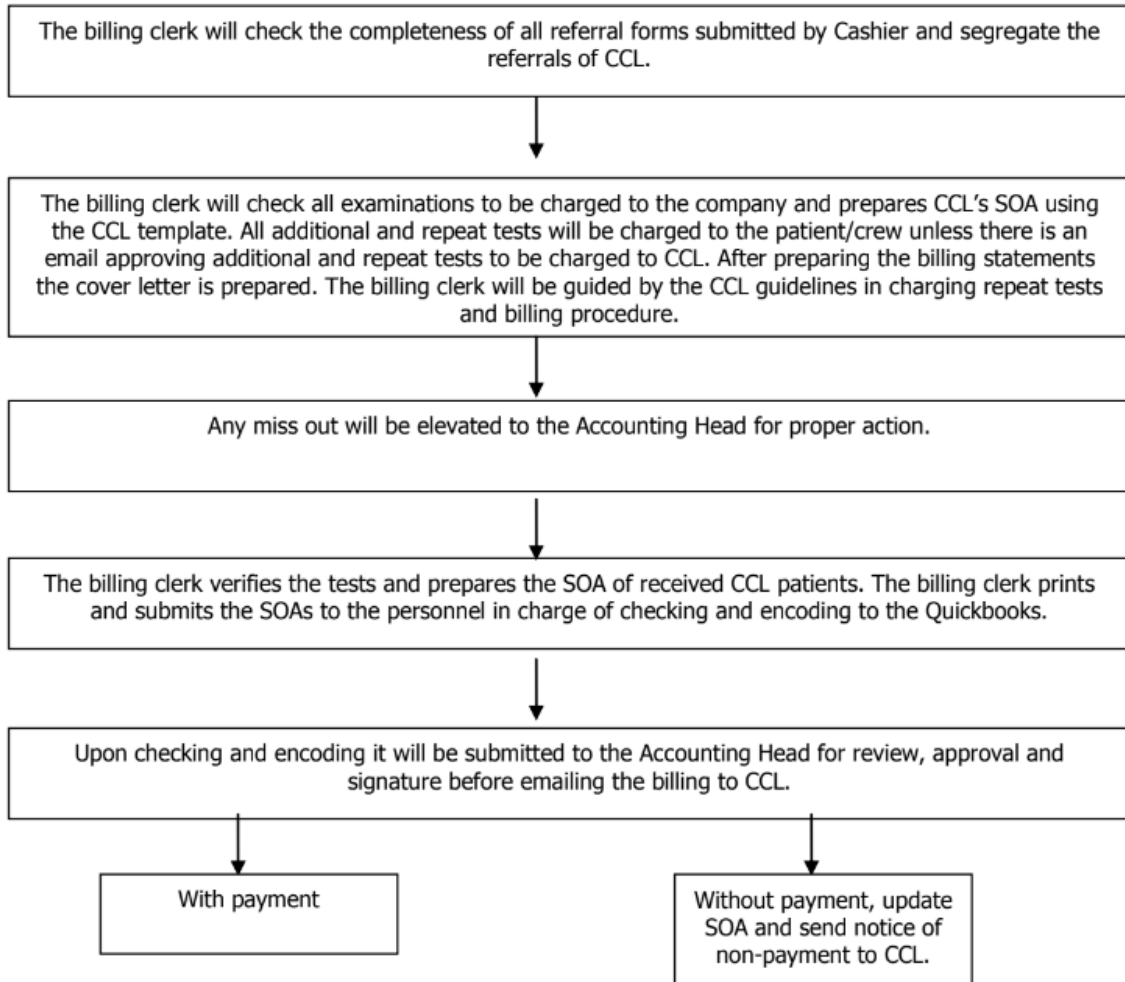 The billing clerk will check the completeness of all referral forms submitted by Cashier and segregate the
referrals of CCL.
The billing clerk will check all examinations to be charged to the company and prepares CCL's SOA using
the CCL template. All additional and repeat tests will be charged to the patient/crew unless there is an
email approving additional and repeat tests to be charged to CCL. After preparing the billing statements
the cover letter is prepared. The billing clerk will be guided by the CCL guidelines in charging repeat tests
and billing procedure.
Any miss out will be elevated to the Accounting Head for proper action.
The billing clerk verifies the tests and prepares the SOA of received CCL patients. The billing clerk prints
and submits the SOAs to the personnel in charge of checking and encoding to the Quickbooks.
Upon checking and encoding it will be submitted to the Accounting Head for review, approval and
signature before emailing the billing to CCL.
With payment
Without payment, update
SOA and send notice of
non-payment to CCL.